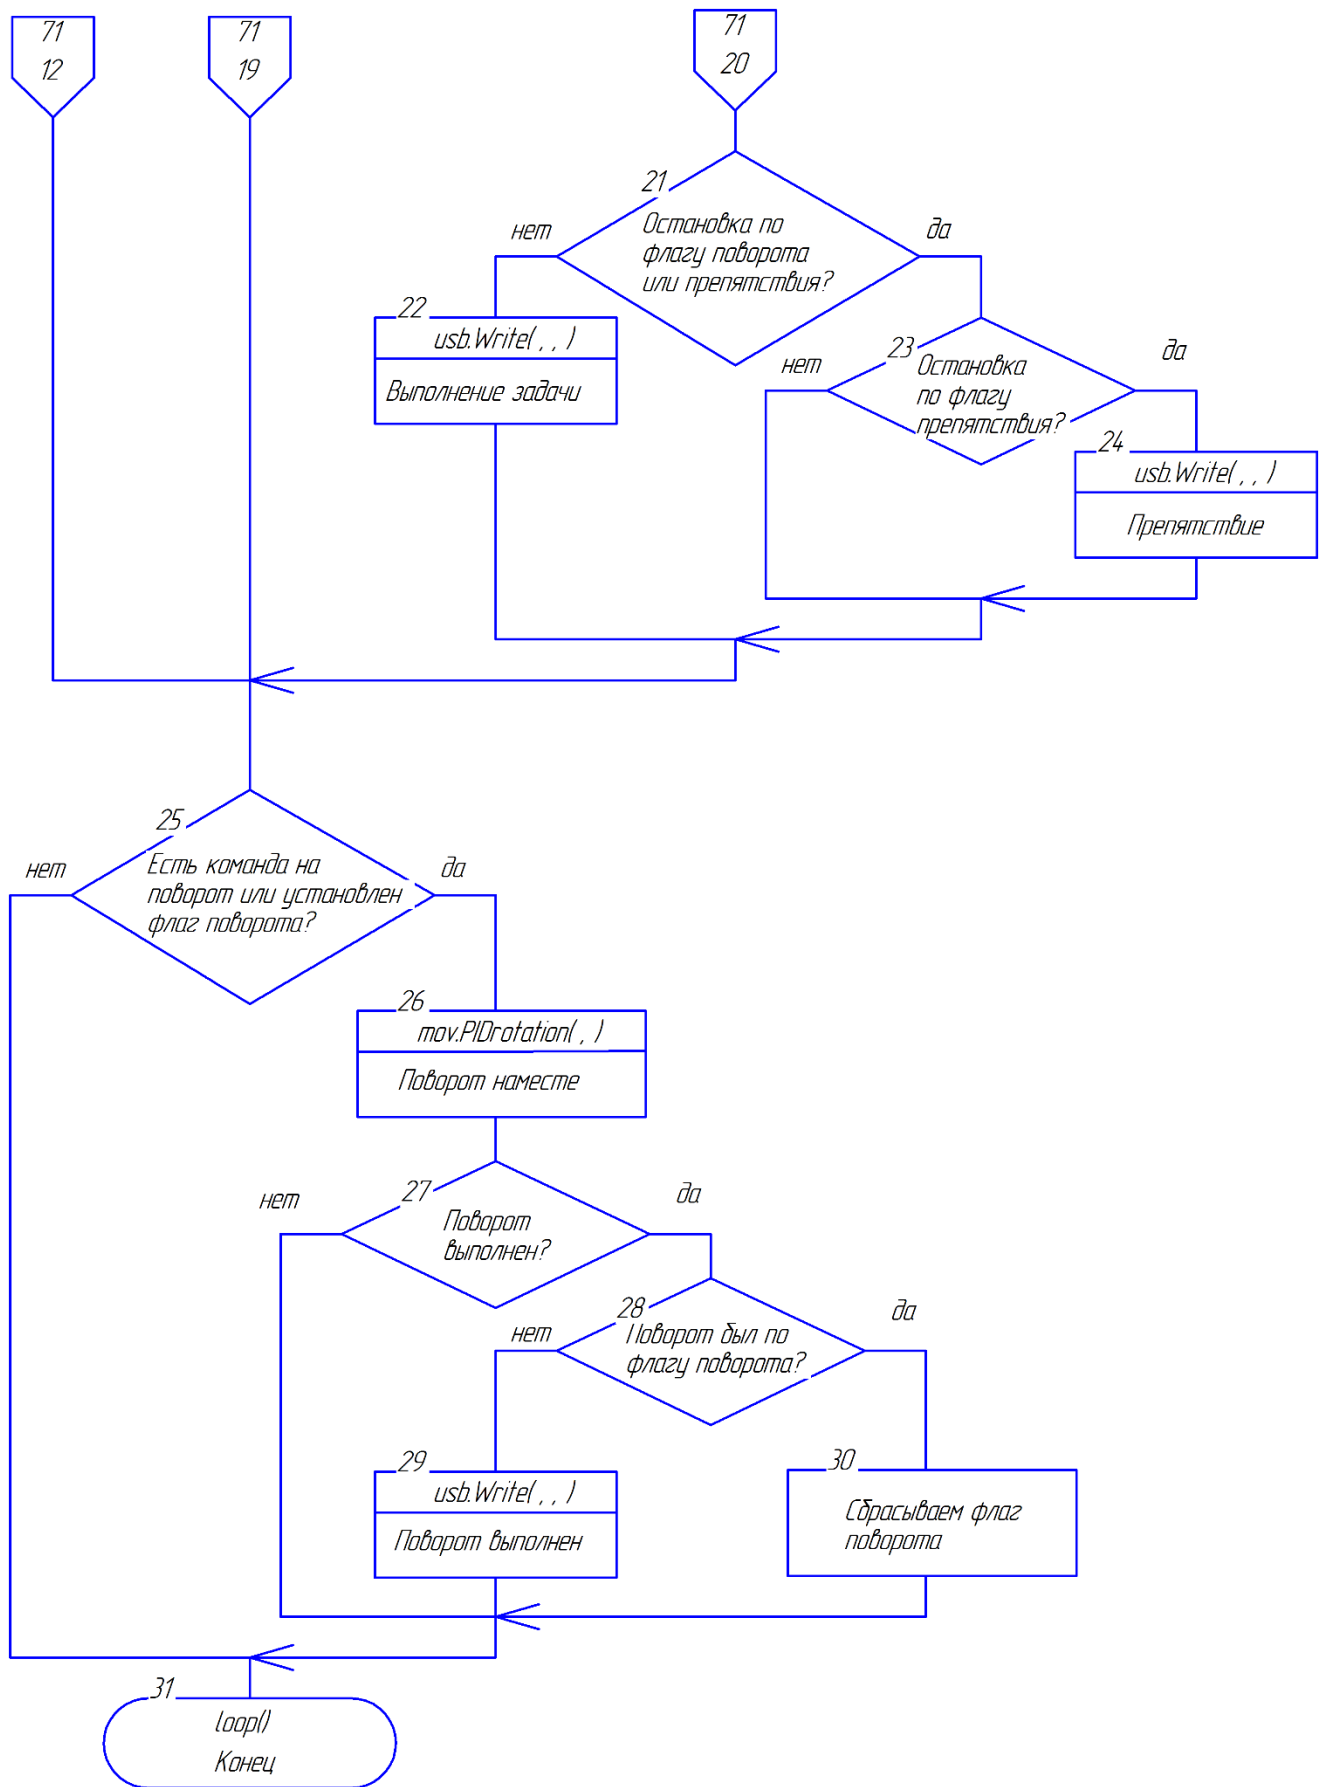 71
12
71
19
71
20
21
Остановка по
флагу поворота
или препятствия?
нет
да
22
usb.Write( , , )
Выполнение задачи
23
Остановка
по флагу
препятствия?
нет
да
24
usb.Write( , , )
Препятствие
25
Есть команда на
поворот или установлен
флаг поворота?
нет
да
26
mov.PIDrotation( , )
Поворот наместе
27
Поворот
выполнен?
нет
да
28
Поворот был по
флагу поворота?
нет
да
29
usb.Write( , , )
Поворот выполнен
30
Сбрасываем флаг
поворота
31
loop()
Конец